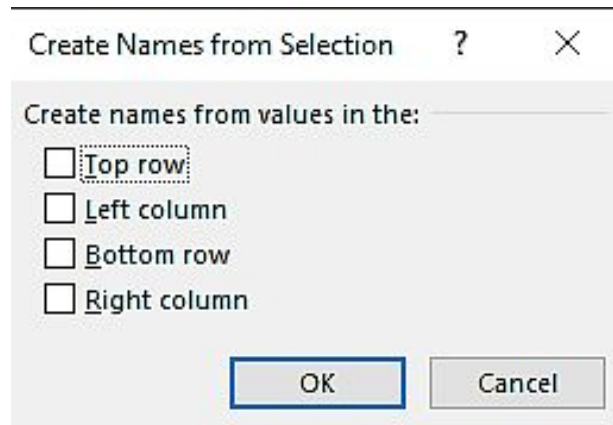 Create Names from Selection ?
Create names from values in the:
Top row
Left column
Bottom row
Right column
OK Cancel